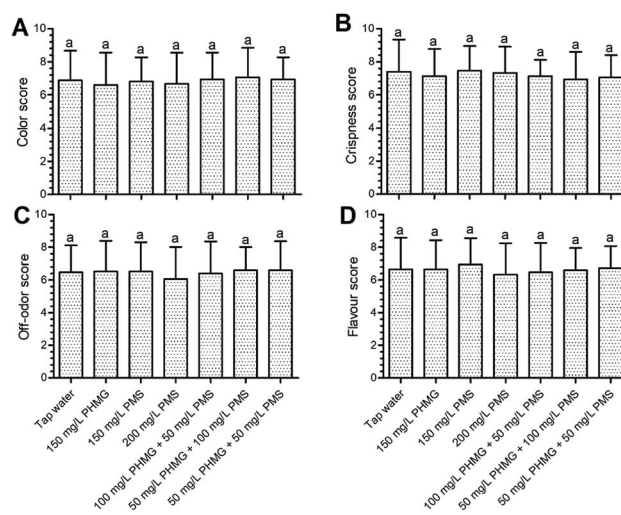 A
Color score
10
8
6
4
2
0
a a a a a a a
B
Crispness score
10
8
6
4
2
0
a a a a a a a
C
Off-odor score
10
8
6
4
2
0
a a a a a a a
Tap water
150 mg/L PHMG
150 mg/L PMS
200 mg/L PMS
100 mg/L PHMG + 50 mg/L PMS
50 mg/L PHMG + 100 mg/L PMS
50 mg/L PHMG + 50 mg/L PMS
D
Flavour score
10
8
6
4
2
0
a a a a a a a
Tap water
150 mg/L PHMG
150 mg/L PMS
200 mg/L PMS
100 mg/L PHMG + 50 mg/L PMS
50 mg/L PHMG + 100 mg/L PMS
50 mg/L PHMG + 50 mg/L PMS